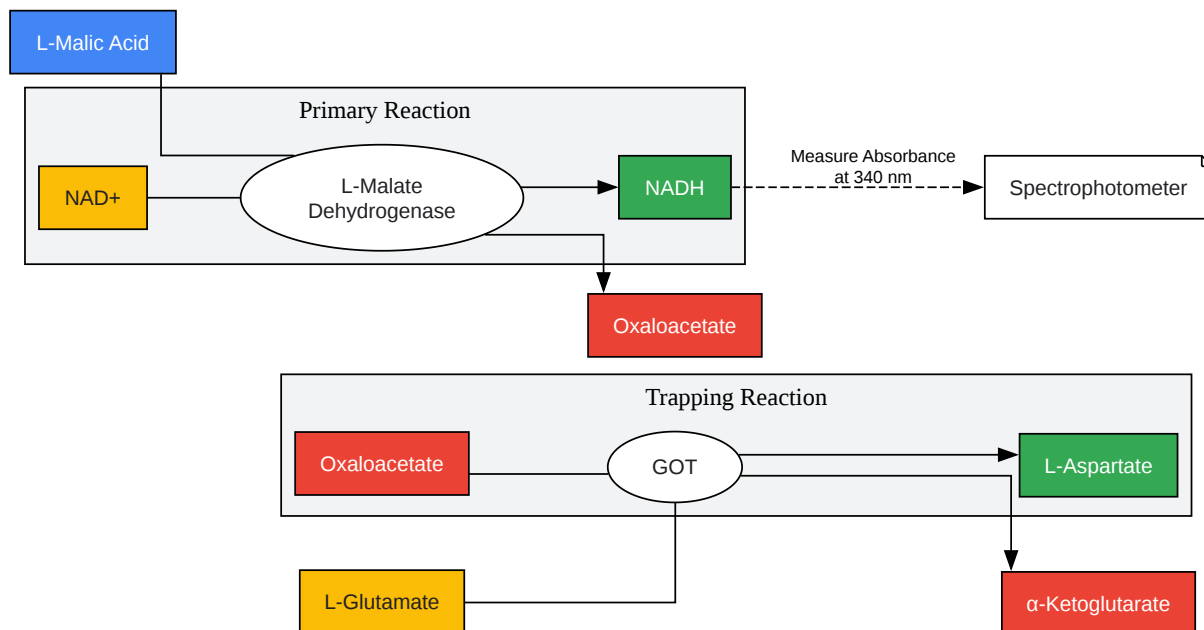 L-Malic Acid
Primary Reaction
NAD+
L-Malate
Dehydrogenase
NADH
Measure Absorbance
at 340 nm
Spectrophotometer
Oxaloacetate
Trapping Reaction
Oxaloacetate
GOT
L-Aspartate
L-Glutamate
α-Ketoglutarate